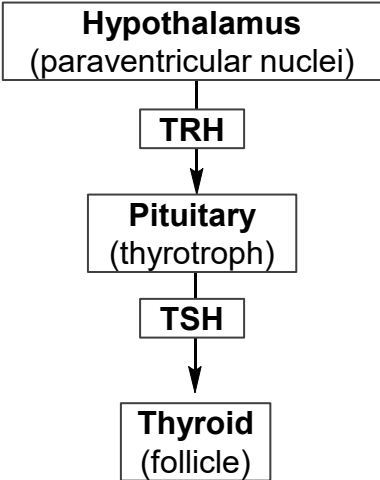 Hypothalamus
(paraventricular nuclei)
TRH
Pituitary
(thyrotroph)
TSH
Thyroid
(follicle)